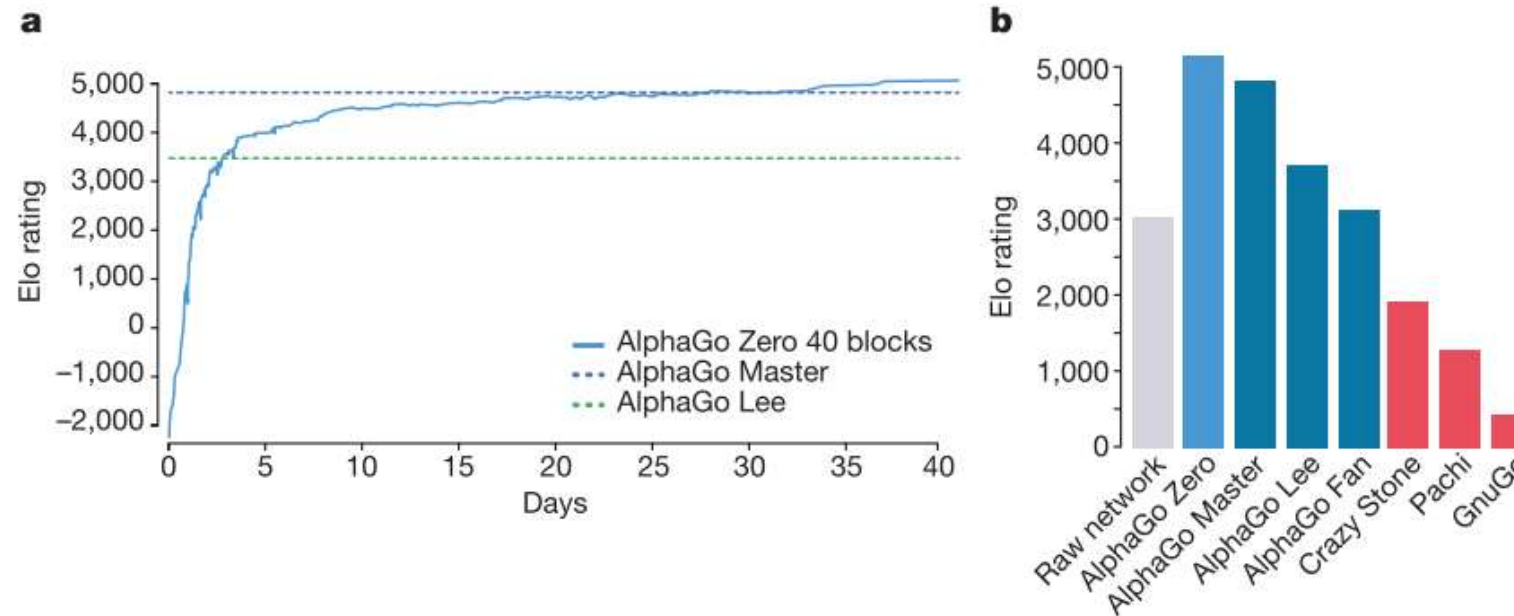 a
5,000
4,000
3,000
2,000
1,000
0
–1,000
–2,000
Elo rating
0 5 10 15 20 25 30 35 40
Days
AlphaGo Zero 40 blocks
AlphaGo Master
AlphaGo Lee
b
5,000
4,000
3,000
2,000
1,000
0
Elo rating
Raw network
AlphaGo Zero
AlphaGo Master
AlphaGo Lee
AlphaGo Fan
Crazy Stone
Pachi
GnuGo